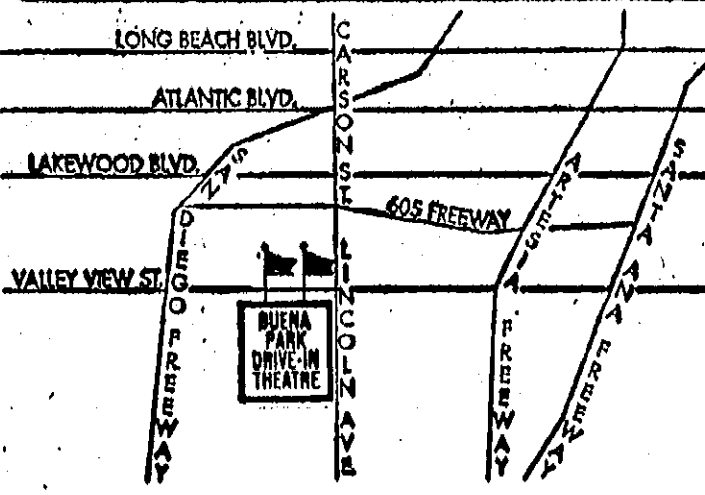 LONG BEACH BLVD.
ATLANTIC BLVD.
LAKEWOOD BLVD.
VALLEY VIEW ST.
CARSON ST.
LINCOLN AVE
SAN DIEGO FREEWAY
605 FREEWAY
ARTESIA FREEWAY
SANTA ANA FREEWAY
BUENA
PARK
DRIVE-IN
THEATRE